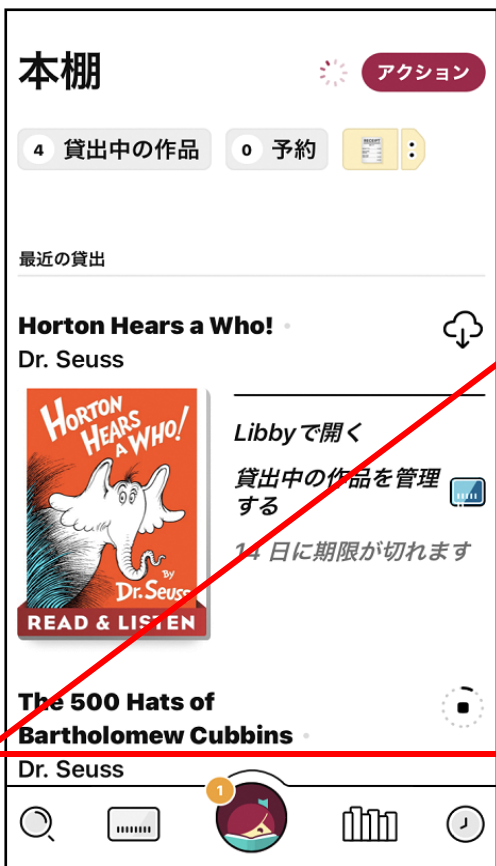 本棚
アクション
4 貸出中の作品
0 予約
最近の貸出
Horton Hears a Who!
Dr. Seuss
HORTON
HEARS
A WHO!
By
Dr. Seuss
READ & LISTEN
Libbyで開く
貸出中の作品を管理
する
14 日に期限が切れます
The 500 Hats of
Bartholomew Cubbins
Dr. Seuss
1